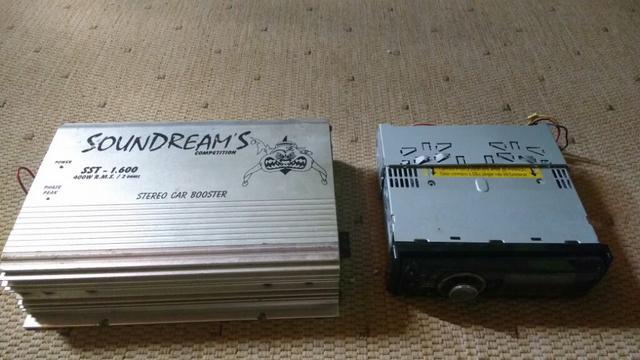 SOUNDREAM'S
COMPETITION
POWER
SST - 1.600
400W R.M.S. / 2 OHMS
PHASE
PEAK
STEREO CAR BOOSTER